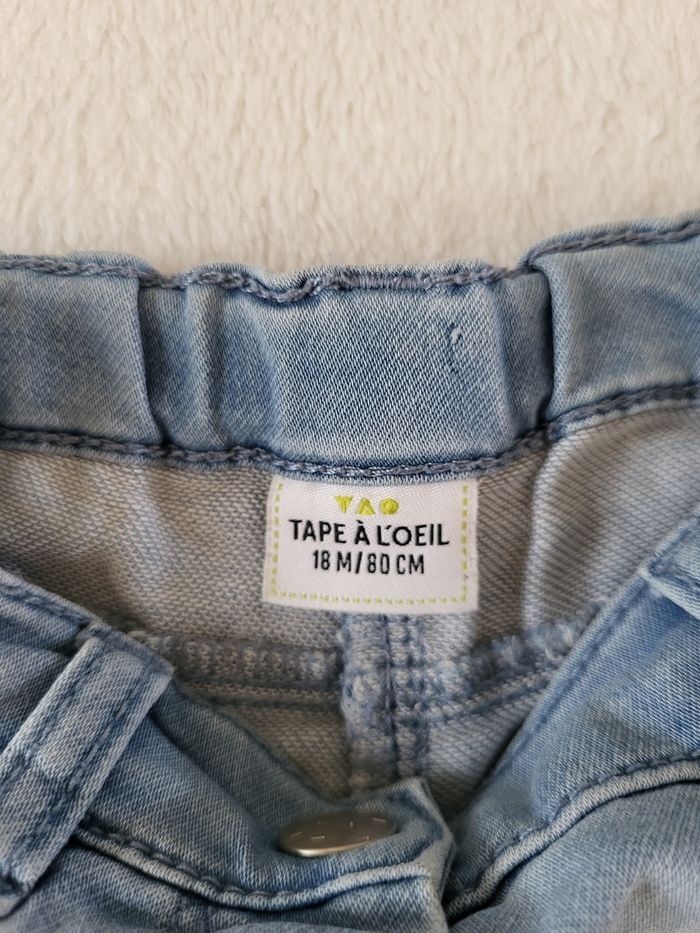 TAO
TAPE À L'OEIL
18 M/80 CM